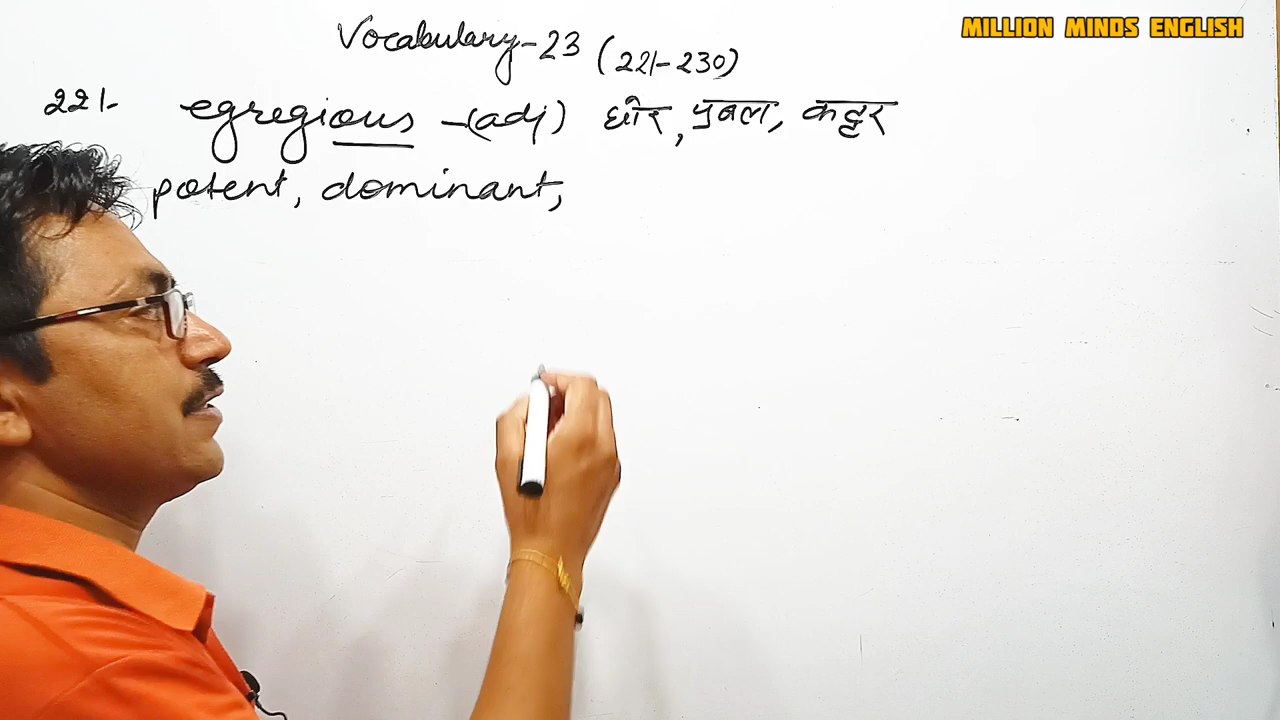 MILLION MINDS ENGLISH
Vocabulary-23 (221-230)
221- egregious -(adj) घोर, प्रबल, कट्टर
potent, dominant,